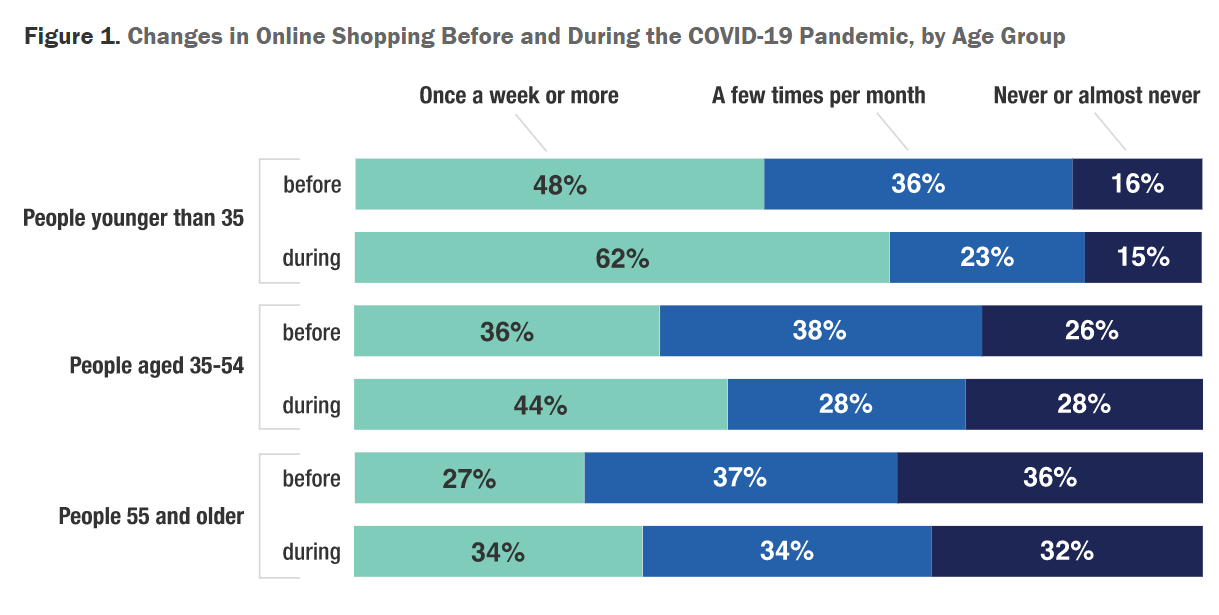 Figure 1. Changes in Online Shopping Before and During the COVID-19 Pandemic, by Age Group
Once a week or more A few times per month Never or almost never
before 48% 36% 16%
People younger than 35
during 62% 23% 15%
before 36% 38% 26%
People aged 35-54
during 44% 28% 28%
before 27% 37% 36%
People 55 and older
during 34% 34% 32%